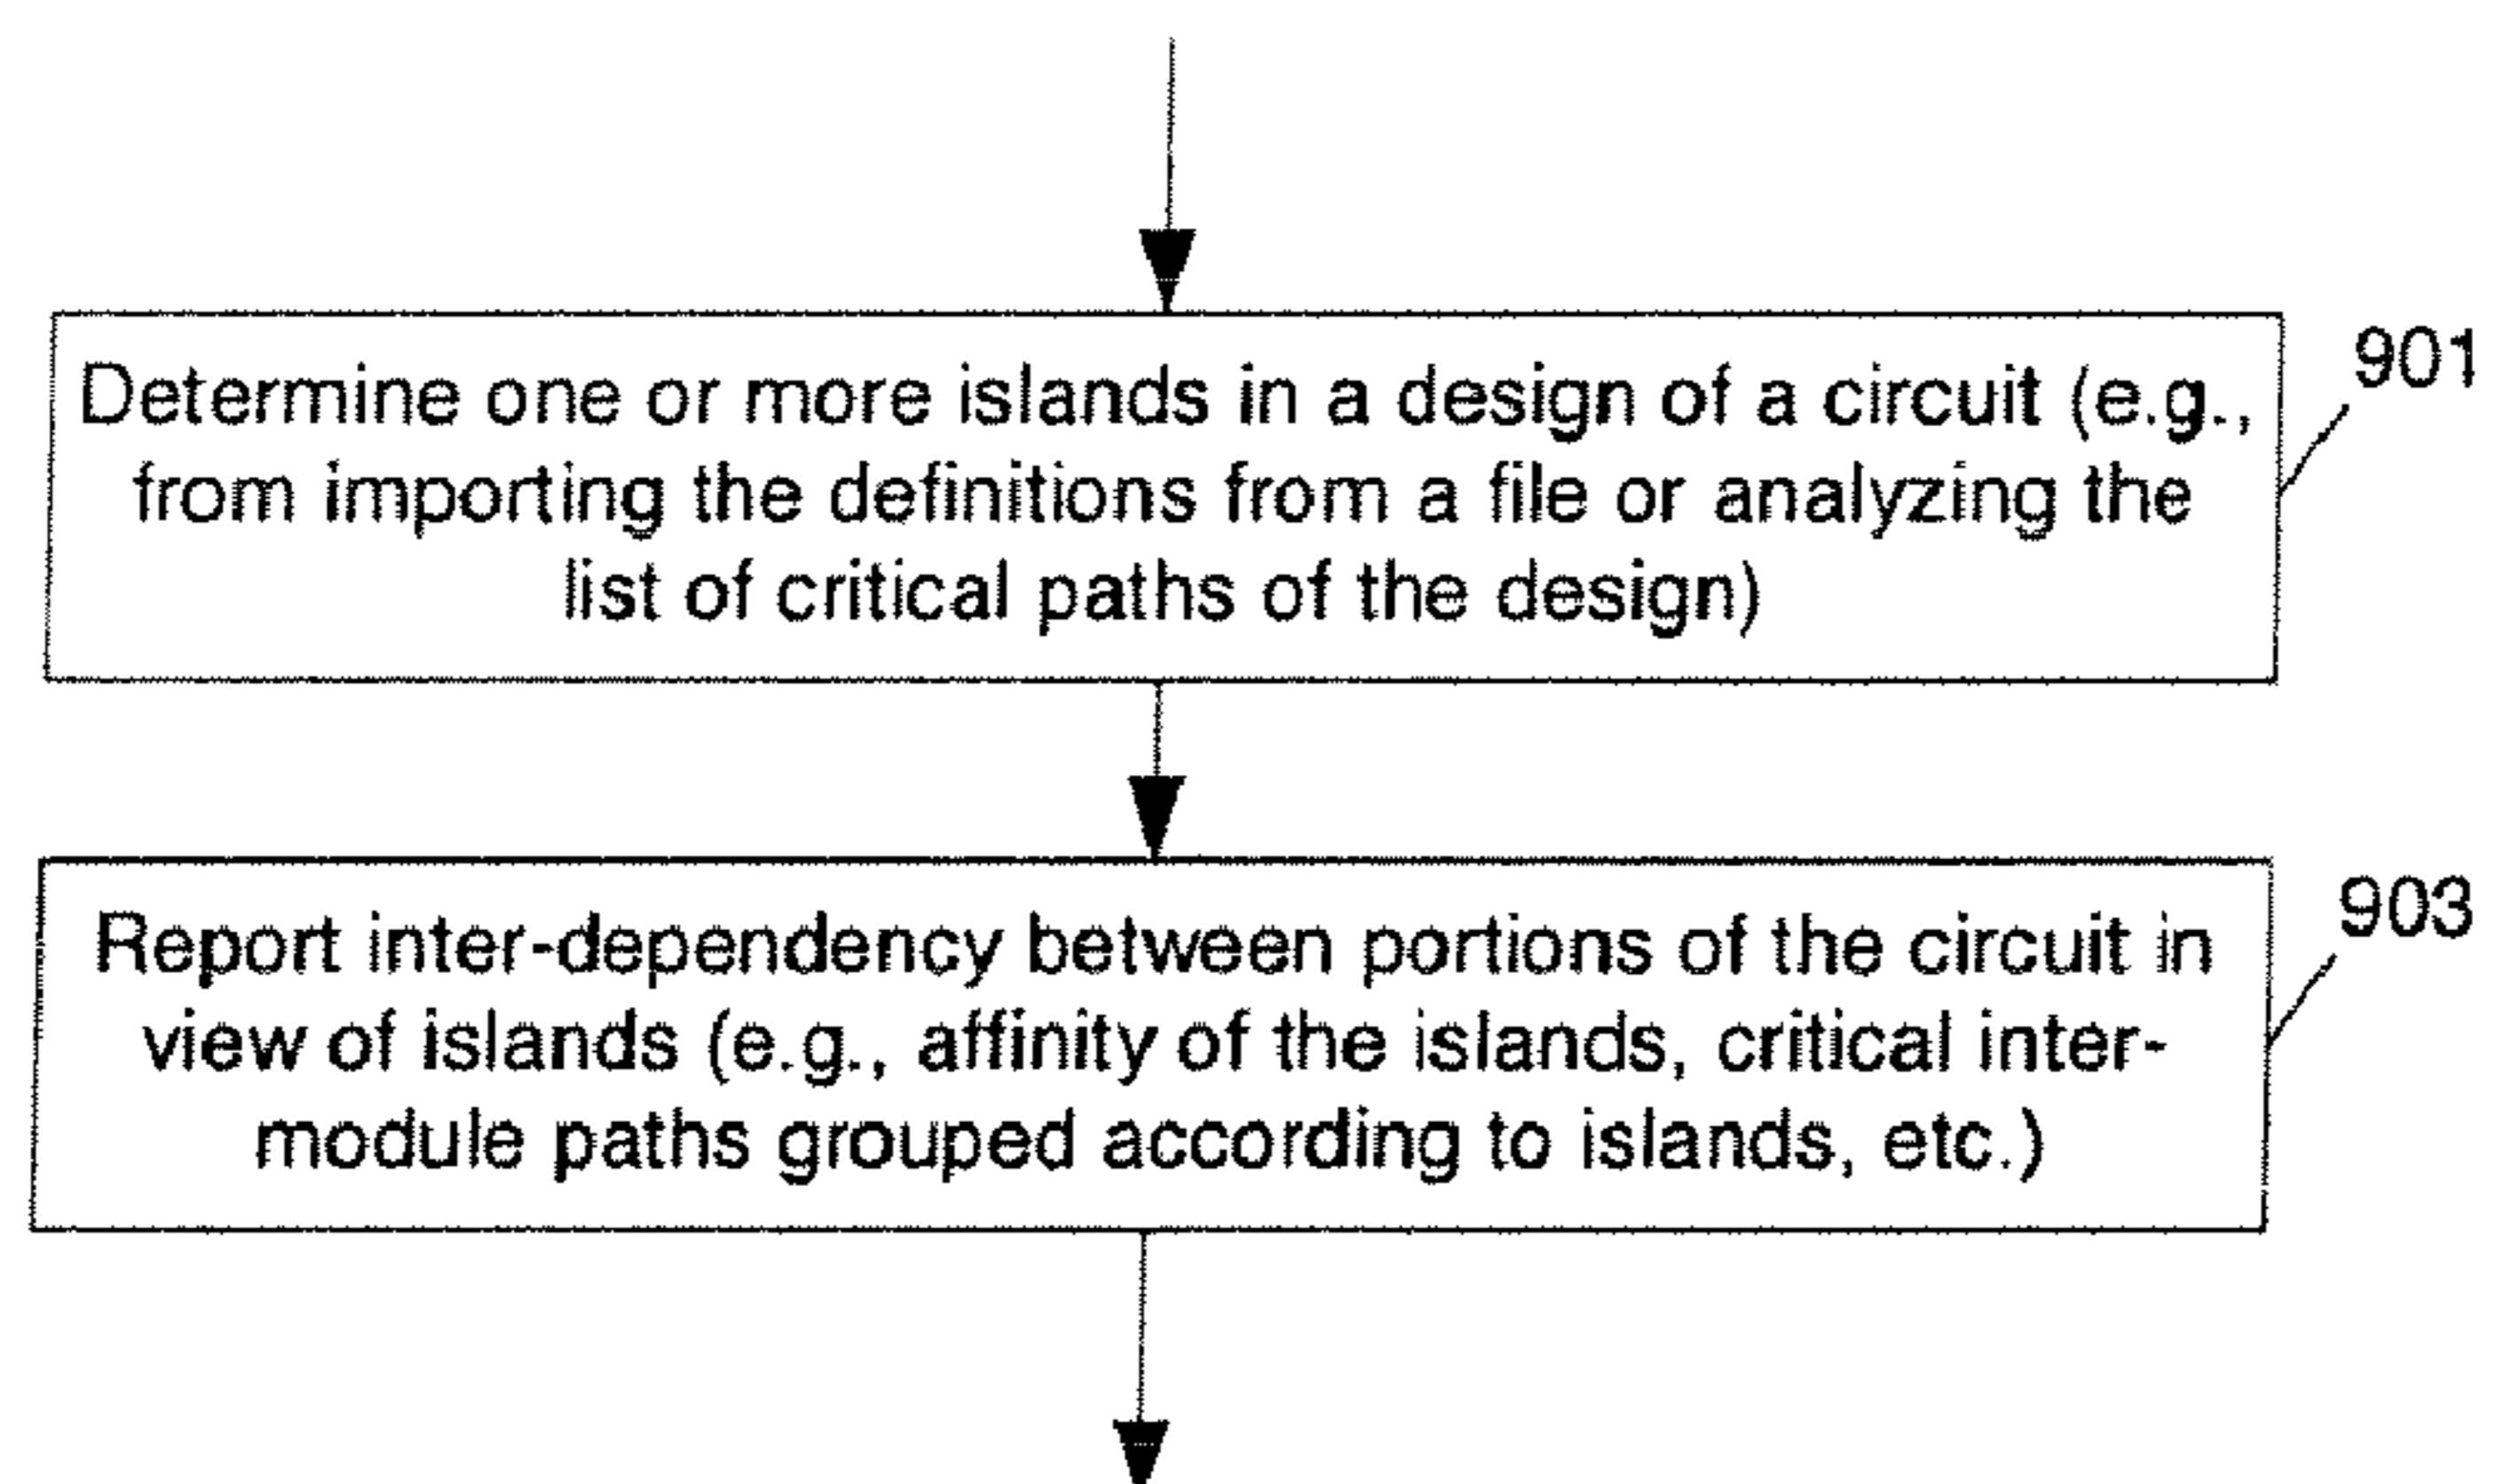 Determine one or more islands in a design of a circuit (e.g.,
from importing the definitions from a file or analyzing the
list of critical paths of the design)
901
Report inter-dependency between portions of the circuit in
view of islands (e.g., affinity of the islands, critical inter-
module paths grouped according to islands, etc.)
903